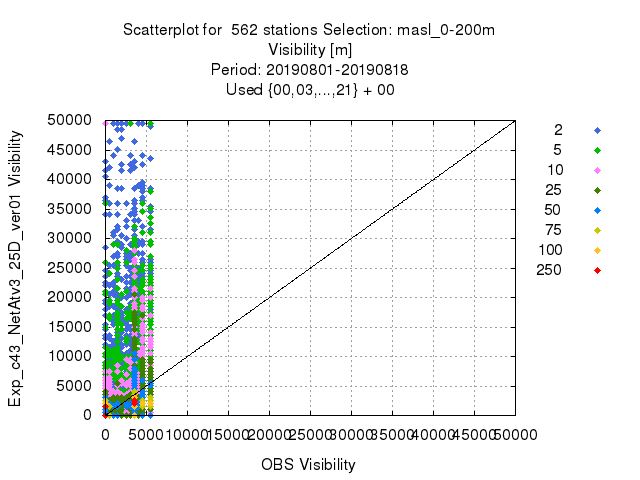 Scatterplot for  562 stations Selection: masl_0-200m
Visibility [m]
Period: 20190801-20190818
Used {00,03,...,21} + 00
Exp_c43_NetAtv3_25D_ver01 Visibility
50000
45000
40000
35000
30000
25000
20000
15000
10000
5000
0
0 5000 10000 15000 20000 25000 30000 35000 40000 45000 50000
OBS Visibility
2
5
10
25
50
75
100
250